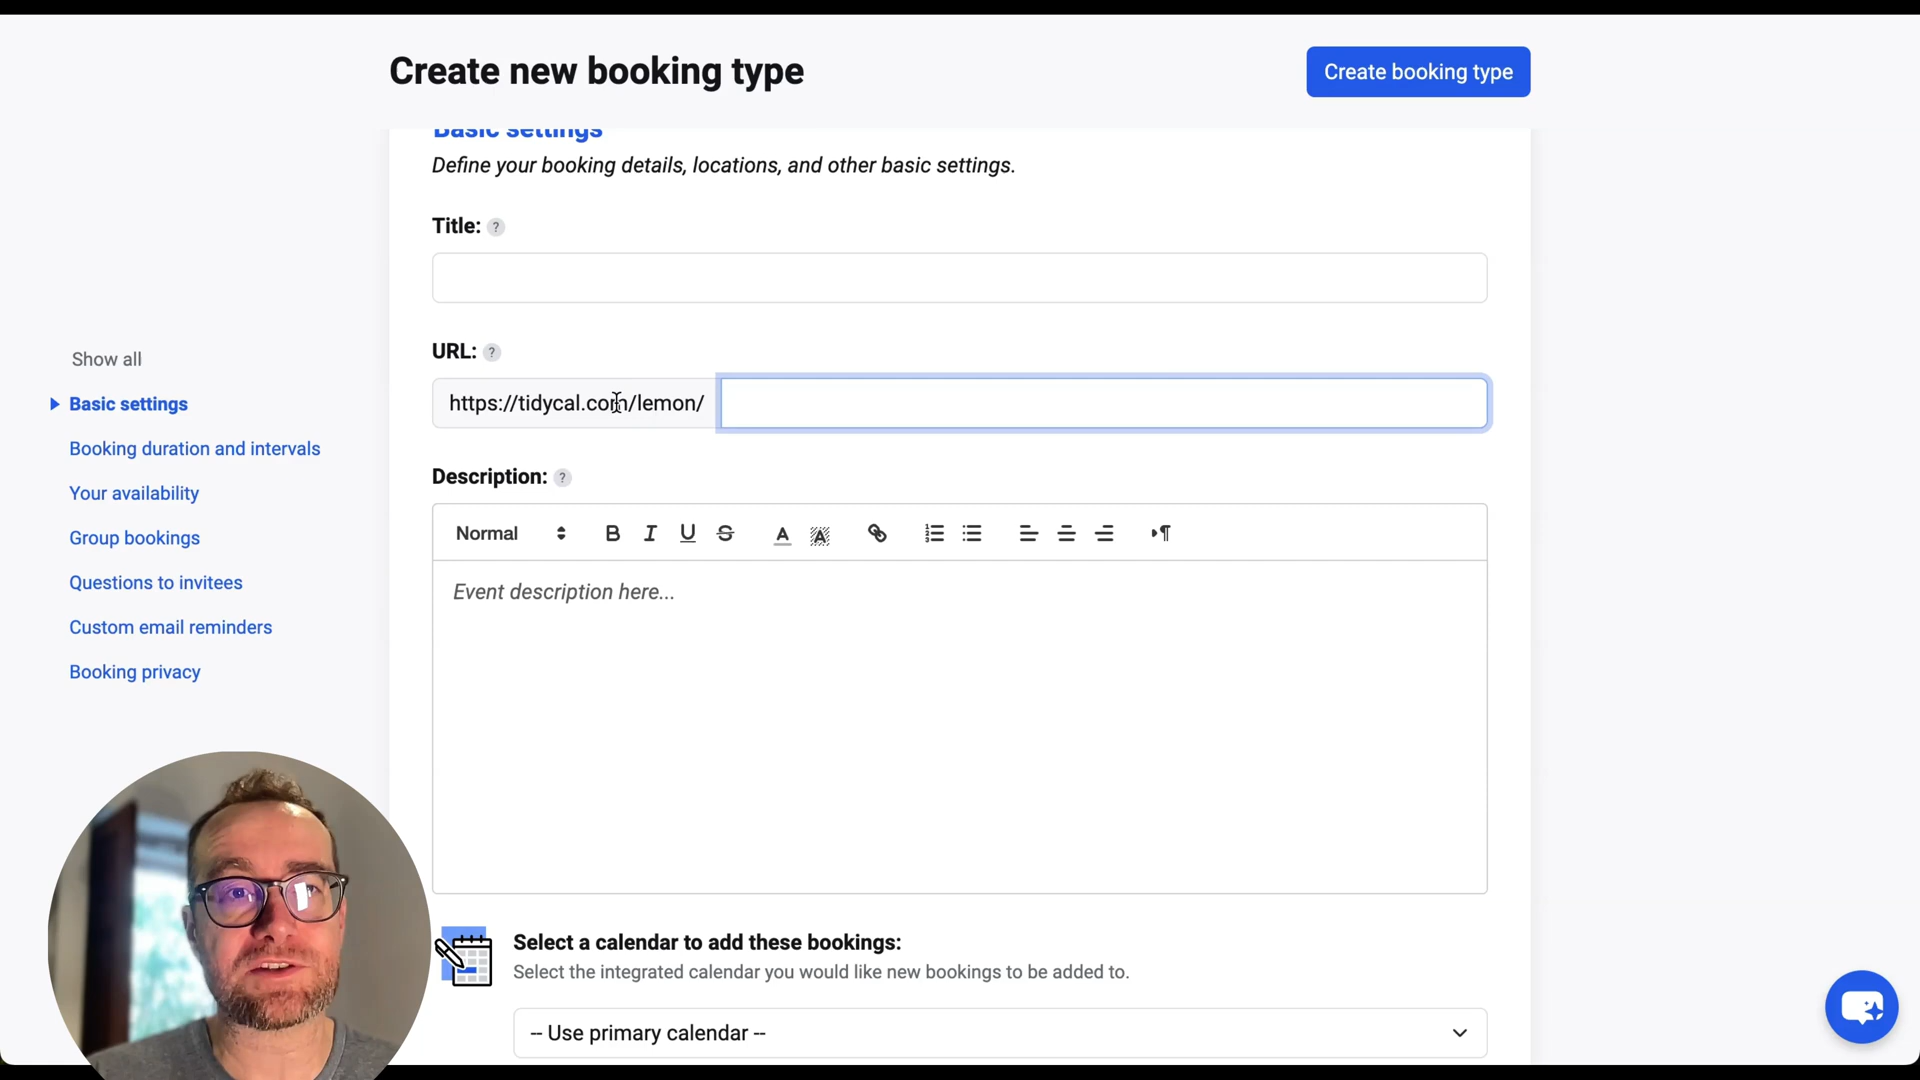 Create new booking type
Create booking type
Basic settings
Define your booking details, locations, and other basic settings.
Title: ?
URL: ?
https://tidycal.com/lemon/
Description: ?
Normal
Event description here...
Show all
Basic settings
Booking duration and intervals
Your availability
Group bookings
Questions to invitees
Custom email reminders
Booking privacy
Select a calendar to add these bookings:
Select the integrated calendar you would like new bookings to be added to.
-- Use primary calendar --